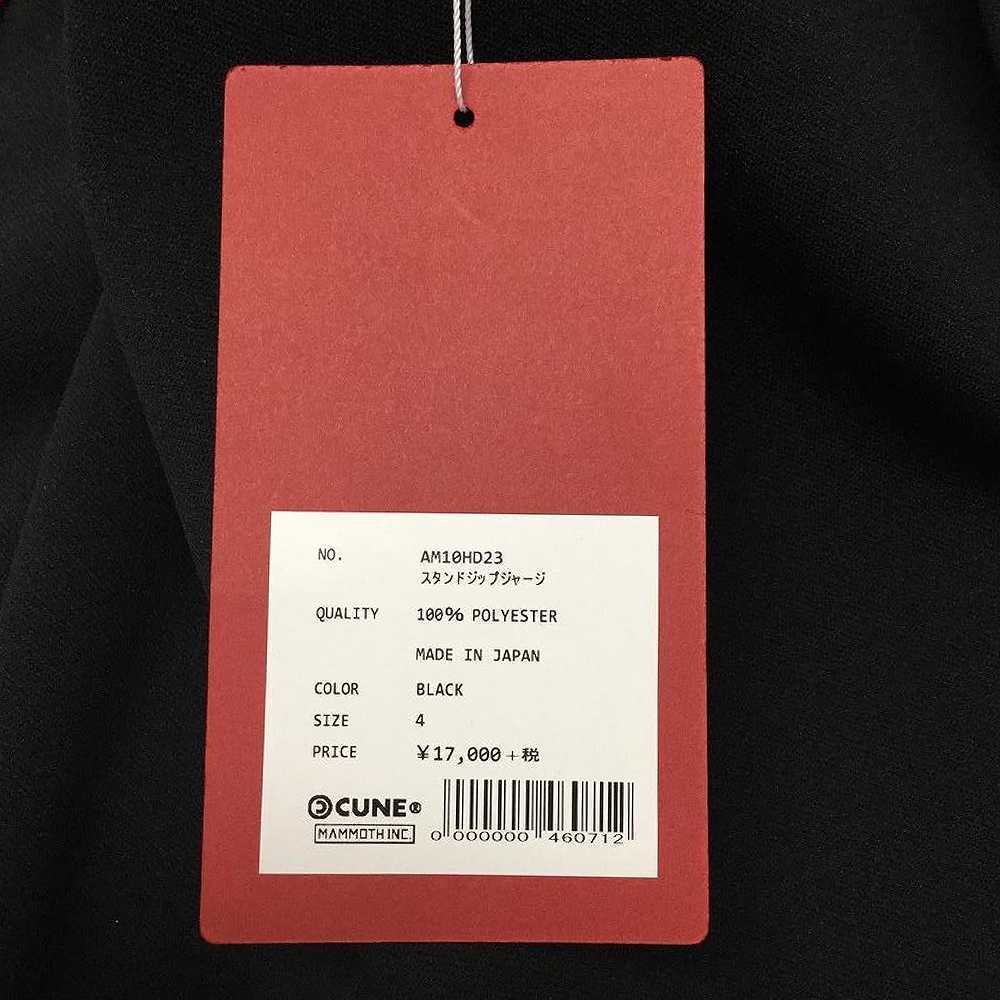 NO. AM10HD23
スタンドジップジャージ
QUALITY 100% POLYESTER
MADE IN JAPAN
COLOR BLACK
SIZE 4
PRICE ¥17,000+税
CUNE®
MAMMOTH INC.
0 000000 460712